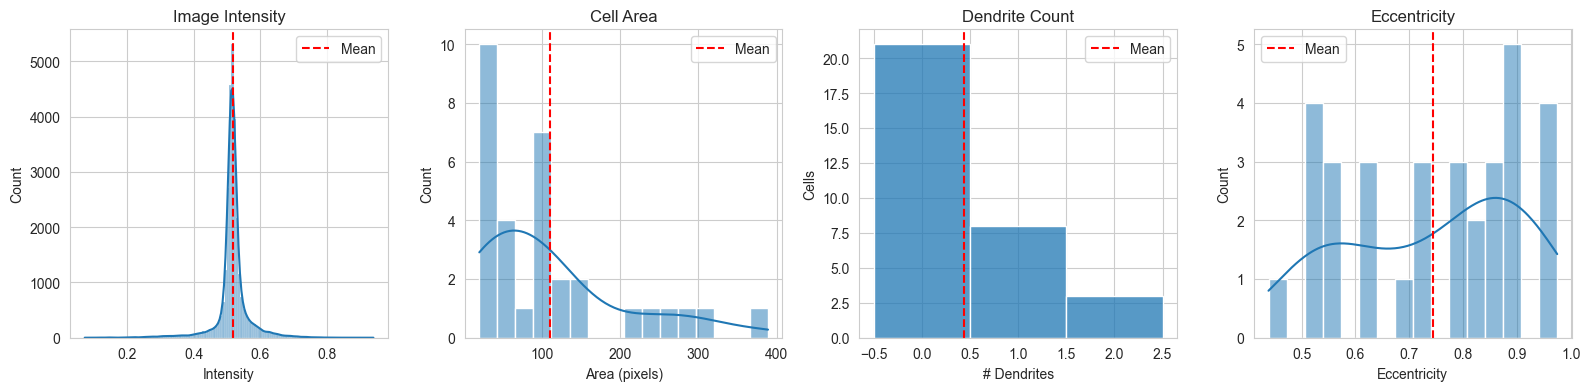 Image Intensity
Mean
Count
5000
4000
3000
2000
1000
0
0.2 0.4 0.6 0.8
Intensity
Cell Area
Mean
Count
10
8
6
4
2
0
100 200 300 400
Area (pixels)
Dendrite Count
Mean
Cells
20.0
17.5
15.0
12.5
10.0
7.5
5.0
2.5
0.0
−0.5 0.0 0.5 1.0 1.5 2.0 2.5
# Dendrites
Eccentricity
Mean
Count
5
4
3
2
1
0
0.5 0.6 0.7 0.8 0.9 1.0
Eccentricity